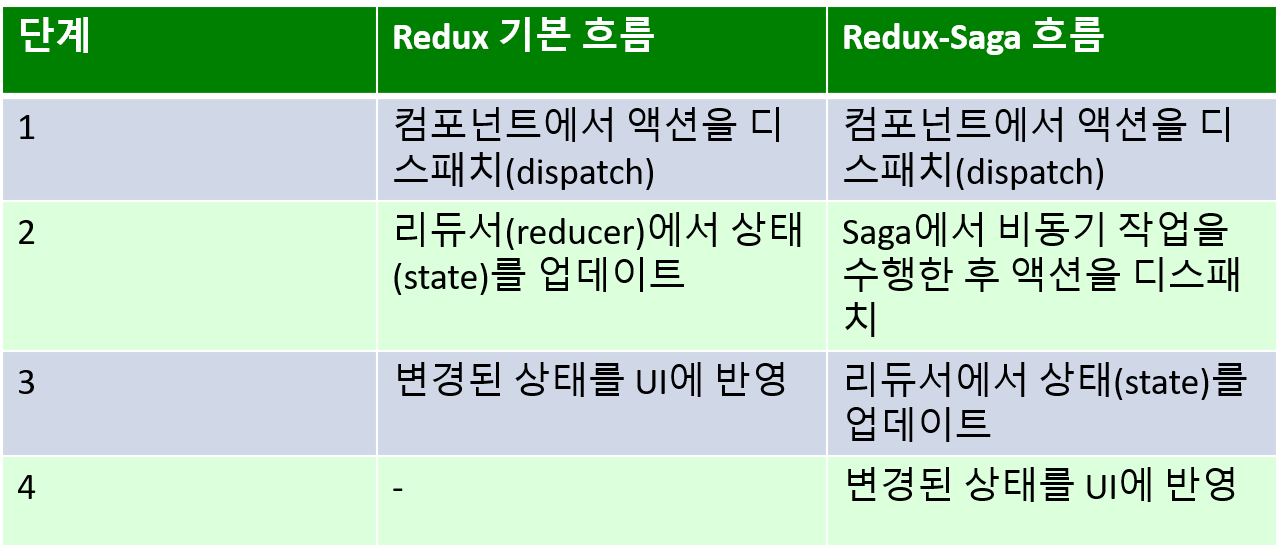 단계
Redux 기본 흐름
Redux-Saga 흐름
1
컴포넌트에서 액션을 디
스패치(dispatch)
컴포넌트에서 액션을 디
스패치(dispatch)
2
리듀서(reducer)에서 상태
(state)를 업데이트
Saga에서 비동기 작업을
수행한 후 액션을 디스패
치
3
변경된 상태를 UI에 반영
리듀서에서 상태(state)를
업데이트
4
-
변경된 상태를 UI에 반영